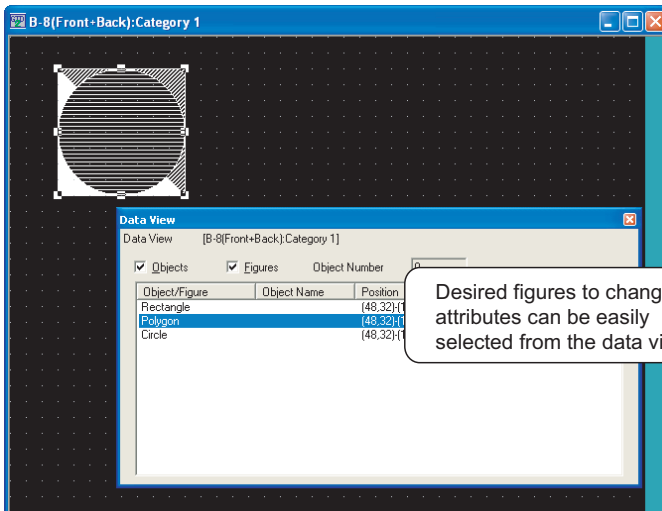 B-8(Front+Back):Category 1
Data View
Data View [B-8(Front+Back):Category 1]
Objects Figures Object Number
Object/Figure Object Name Position
Rectangle (48,32)-(1
Polygon (48,32)-(1
Circle (48,32)-(1
Desired figures to chang
attributes can be easily
selected from the data vi